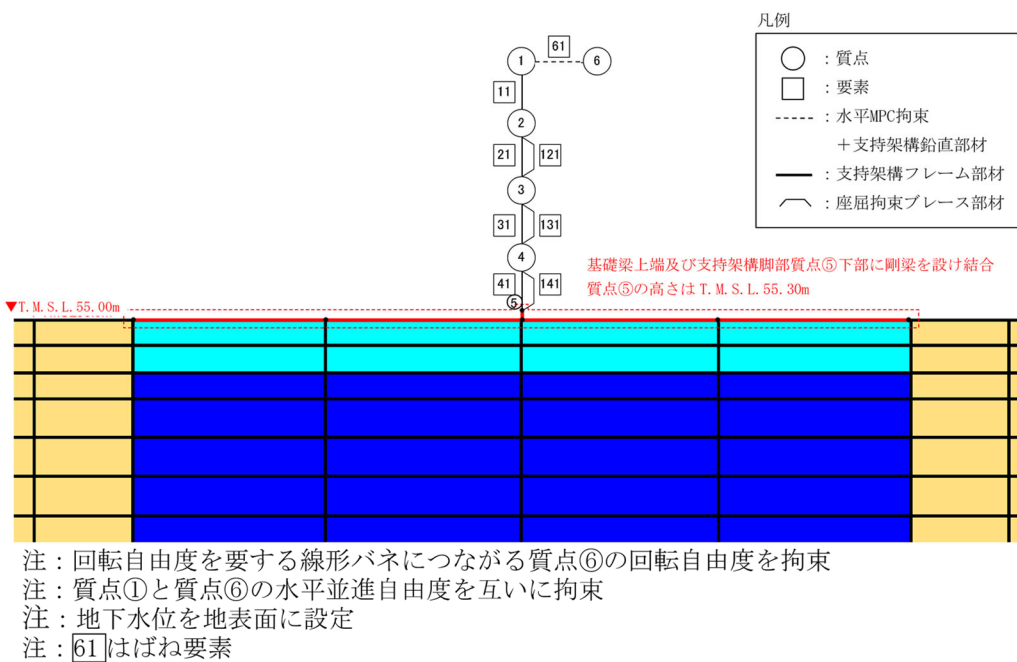 凡例
：質点
：要素
：水平MPC拘束
＋支持架構鉛直部材
：支持架構フレーム部材
：座屈拘束ブレース部材
61
1
6
11
2
21
121
3
31
131
4
41
141
5
基礎梁上端及び支持架構脚部質点⑤下部に剛梁を設け結合
質点⑤の高さはT.M.S.L.55.30m
▼T.M.S.L.55.00m
注：回転自由度を要する線形バネにつながる質点⑥の回転自由度を拘束
注：質点①と質点⑥の水平並進自由度を互いに拘束
注：地下水位を地表面に設定
注：61はばね要素